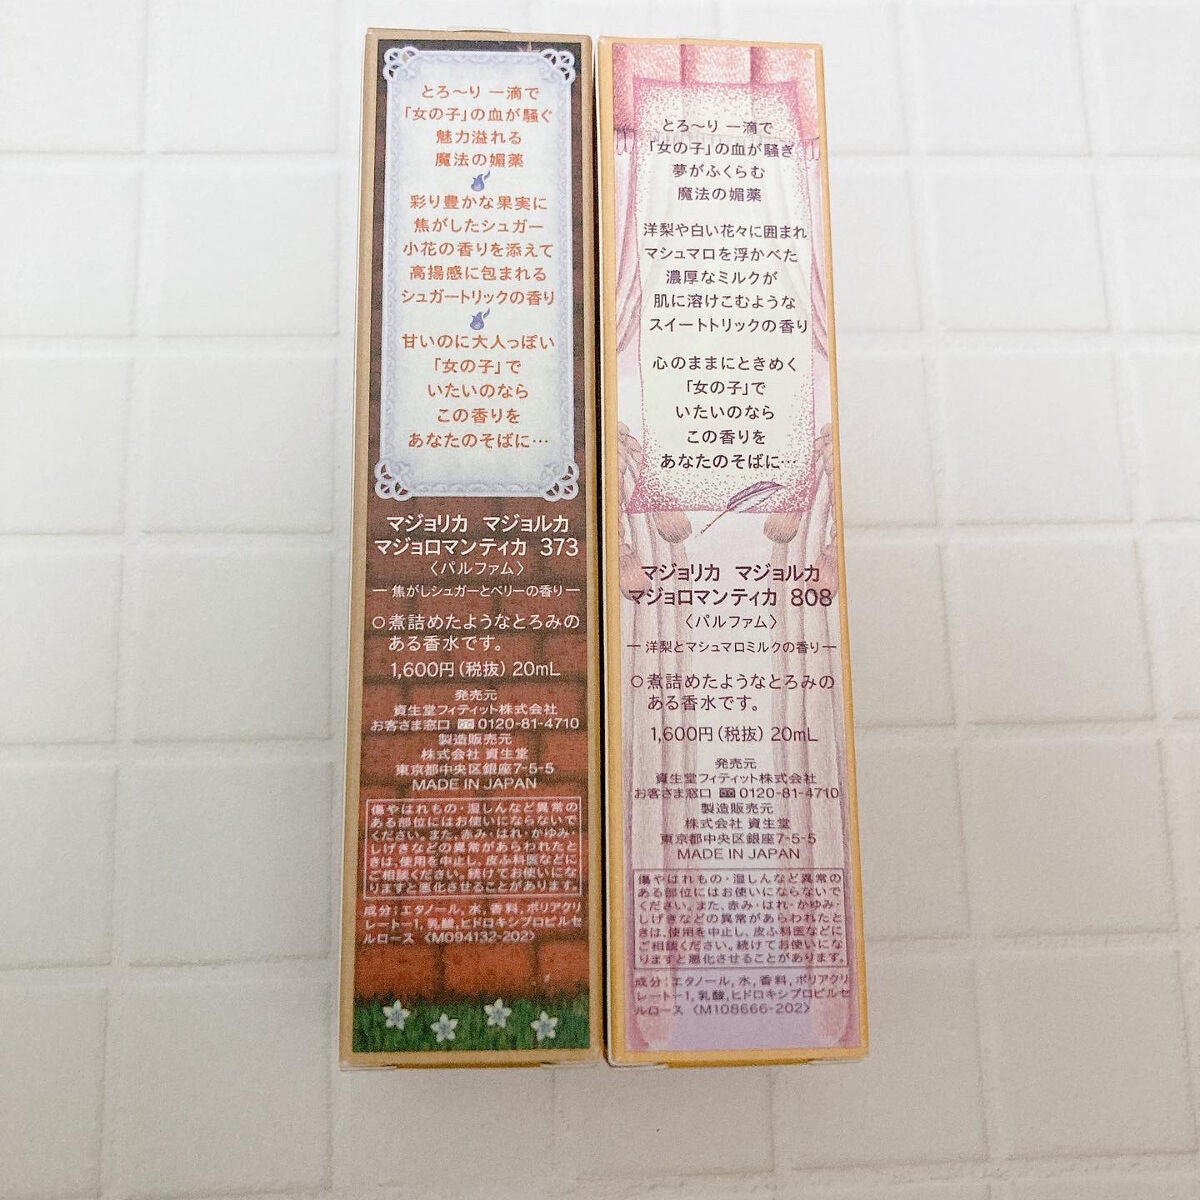 とろ〜り 一滴で
「女の子」の血が騒ぐ
魅力溢れる
魔法の媚薬
彩り豊かな果実に
焦がしたシュガー
小花の香りを添えて
高揚感に包まれる
シュガートリックの香り
甘いのに大人っぽい
「女の子」で
いたいのなら
この香りを
あなたのそばに…
マジョリカ マジョルカ
マジョロマンティカ 373
〈パルファム〉
― 焦がしシュガーとベリーの香り ―
○煮詰めたようなとろみの
ある香水です。
1,600円(税抜) 20mL
発売元
資生堂フィティット株式会社
お客さま窓口 0120-81-4710
製造販売元
株式会社 資生堂
東京都中央区銀座7-5-5
MADE IN JAPAN
傷やはれもの・湿しんなど異常の
ある部位にはお使いにならないで
ください。また、赤み・はれ・かゆみ・
しげきなどの異常があらわれたと
きは、使用を中止し、皮ふ科医などに
ご相談ください。続けてお使いにな
りますと悪化させることがあります。
成分:エタノール,水,香料,ポリアクリ
レート-1,乳酸,ヒドロキシプロピルセ
ルロース 〈M094132-202〉
とろ〜り 一滴で
「女の子」の血が騒ぎ
夢がふくらむ
魔法の媚薬
洋梨や白い花々に囲まれ
マシュマロを浮かべた
濃厚なミルクが
肌に溶けこむような
スイートトリックの香り
心のままにときめく
「女の子」で
いたいのなら
この香りを
あなたのそばに…
マジョリカ マジョルカ
マジョロマンティカ 808
〈パルファム〉
― 洋梨とマシュマロミルクの香り ―
○煮詰めたようなとろみの
ある香水です。
1,600円(税抜) 20mL
発売元
資生堂フィティット株式会社
お客さま窓口 0120-81-4710
製造販売元
株式会社 資生堂
東京都中央区銀座7-5-5
MADE IN JAPAN
傷やはれもの・湿しんなど異常の
ある部位にはお使いにならないで
ください。また、赤み・はれ・かゆみ・
しげきなどの異常があらわれたと
きは、使用を中止し、皮ふ科医などに
ご相談ください。続けてお使いにな
りますと悪化させることがあります。
成分:エタノール,水,香料,ポリアクリ
レート-1,乳酸,ヒドロキシプロピルセ
ルロース 〈M108666-202〉